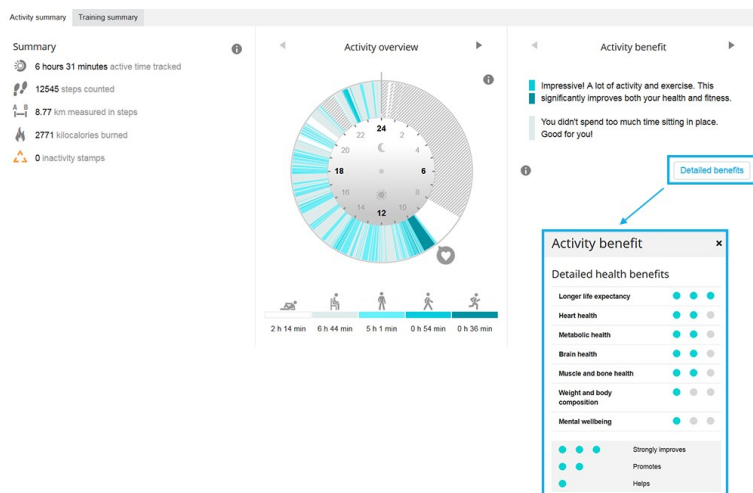 Activity summary
Training summary
Summary
6 hours 31 minutes active time tracked
12545 steps counted
A B
8.77 km measured in steps
2771 kilocalories burned
0 inactivity stamps
Activity overview
24
22
2
20
4
18
6
16
8
14
10
12
2 h 14 min
6 h 44 min
5 h 1 min
0 h 54 min
0 h 36 min
Activity benefit
Impressive! A lot of activity and exercise. This
significantly improves both your health and fitness.
You didn't spend too much time sitting in place.
Good for you!
Detailed benefits
Activity benefit
×
Detailed health benefits
Longer life expectancy
Heart health
Metabolic health
Brain health
Muscle and bone health
Weight and body
composition
Mental wellbeing
Strongly improves
Promotes
Helps